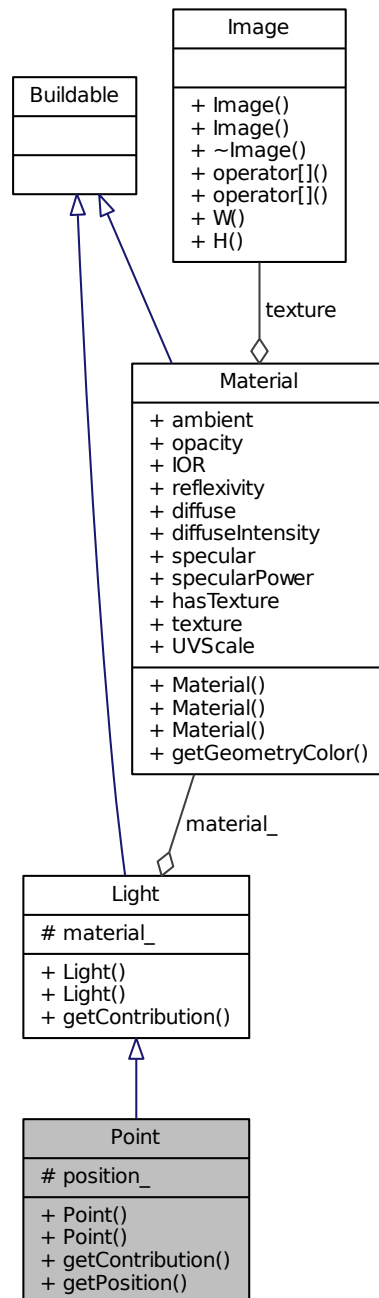 Image
+ Image()
+ Image()
+ ~Image()
+ operator[]()
+ operator[]()
+ W()
+ H()
Buildable
texture
Material
+ ambient
+ opacity
+ IOR
+ reflexivity
+ diffuse
+ diffuseIntensity
+ specular
+ specularPower
+ hasTexture
+ texture
+ UVScale
+ Material()
+ Material()
+ Material()
+ getGeometryColor()
material_
Light
# material_
+ Light()
+ Light()
+ getContribution()
Point
# position_
+ Point()
+ Point()
+ getContribution()
+ getPosition()